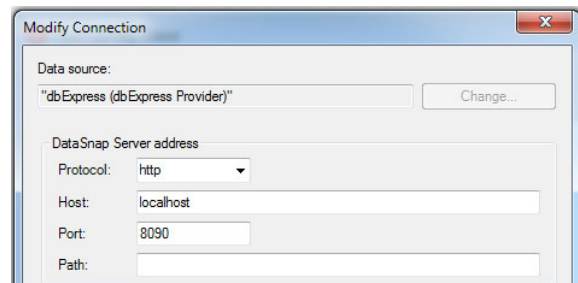 Modify Connection
Data source:
"dbExpress (dbExpress Provider)"
Change...
DataSnap Server address
Protocol: http
Host: localhost
Port: 8090
Path: